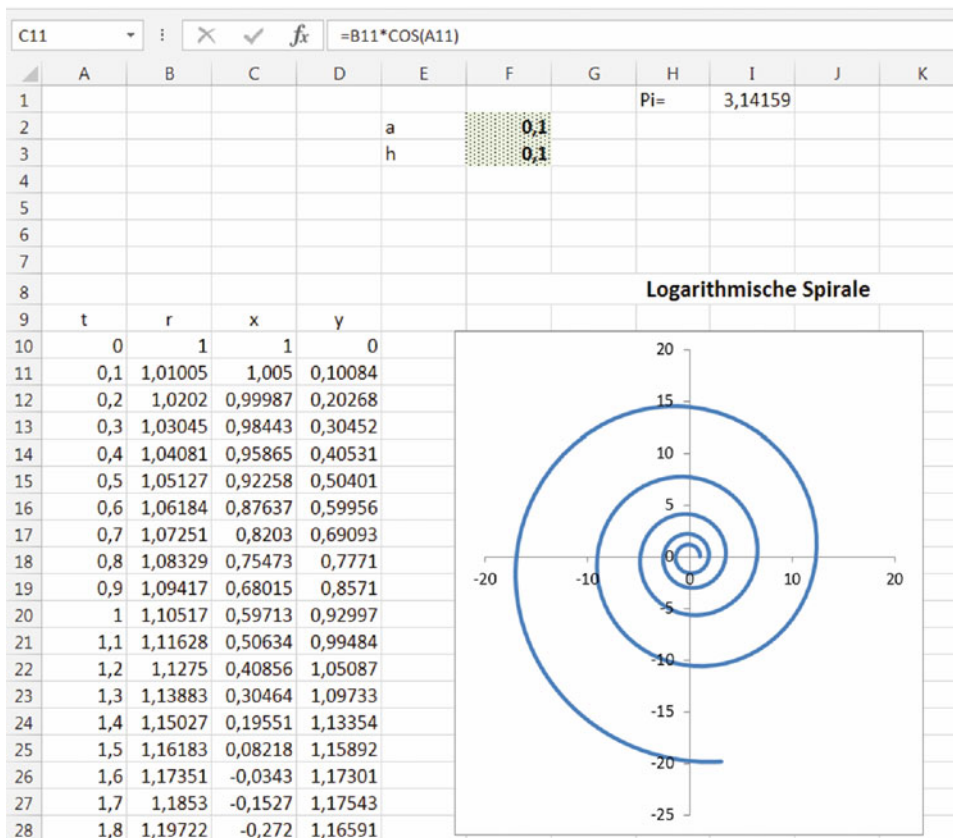 C11 fx =B11*COS(A11)
A B C D E F G H I J K
1 Pi= 3,14159
2 a 0,1
3 h 0,1
4
5
6
7
8 Logarithmische Spirale
9 t r x y
10 0 1 1 0
11 0,1 1,01005 1,005 0,10084
12 0,2 1,0202 0,99987 0,20268
13 0,3 1,03045 0,98443 0,30452
14 0,4 1,04081 0,95865 0,40531
15 0,5 1,05127 0,92258 0,50401
16 0,6 1,06184 0,87637 0,59956
17 0,7 1,07251 0,8203 0,69093
18 0,8 1,08329 0,75473 0,7771
19 0,9 1,09417 0,68015 0,8571
20 1 1,10517 0,59713 0,92997
21 1,1 1,11628 0,50634 0,99484
22 1,2 1,1275 0,40856 1,05087
23 1,3 1,13883 0,30464 1,09733
24 1,4 1,15027 0,19551 1,13354
25 1,5 1,16183 0,08218 1,15892
26 1,6 1,17351 -0,0343 1,17301
27 1,7 1,1853 -0,1527 1,17543
28 1,8 1,19722 -0,272 1,16591
20
15
10
5
0
-20 -10 0 10 20
-5
-10
-15
-20
-25